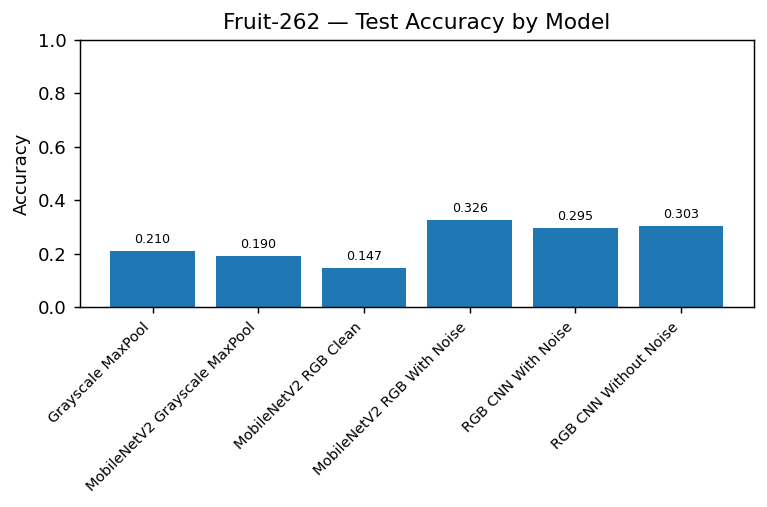 Fruit-262 — Test Accuracy by Model
Accuracy
1.0
0.8
0.6
0.4
0.2
0.0
0.210
0.190
0.147
0.326
0.295
0.303
Grayscale MaxPool
MobileNetV2 Grayscale MaxPool
MobileNetV2 RGB Clean
MobileNetV2 RGB With Noise
RGB CNN With Noise
RGB CNN Without Noise